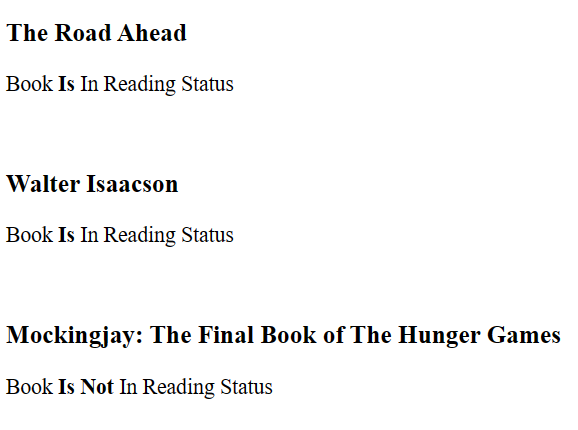 The Road Ahead
Book Is In Reading Status
Walter Isaacson
Book Is In Reading Status
Mockingjay: The Final Book of The Hunger Games
Book Is Not In Reading Status